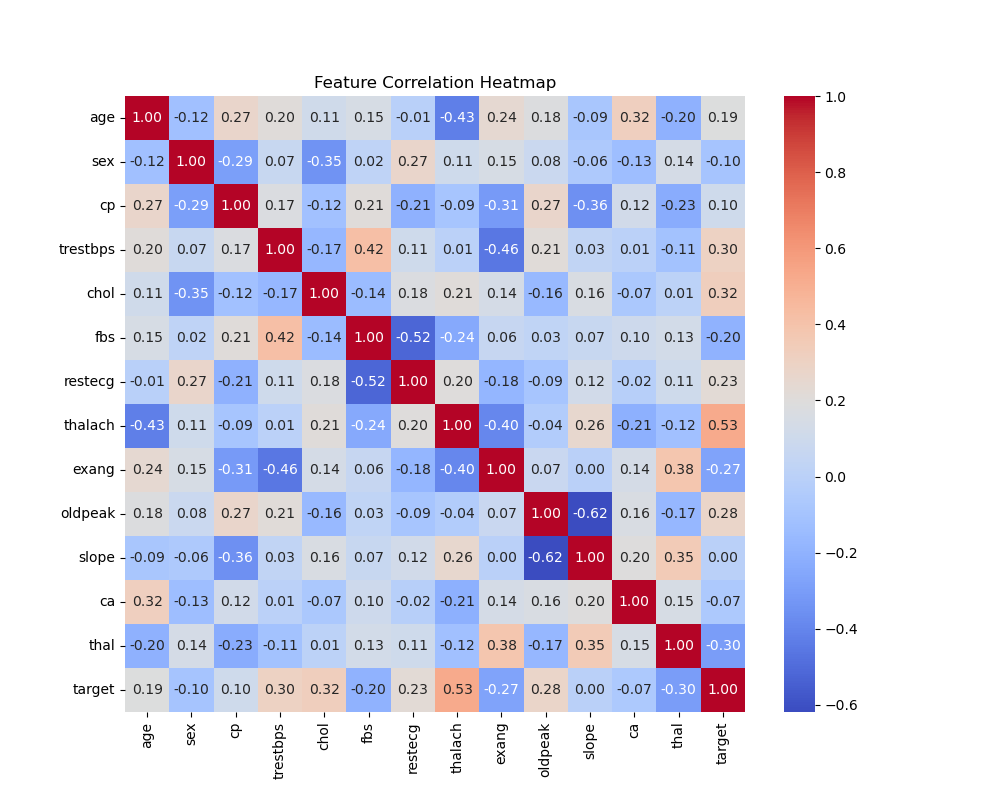 Feature Correlation Heatmap
age 1.00 -0.12 0.27 0.20 0.11 0.15 -0.01 -0.43 0.24 0.18 -0.09 0.32 -0.20 0.19
sex -0.12 1.00 -0.29 0.07 -0.35 0.02 0.27 0.11 0.15 0.08 -0.06 -0.13 0.14 -0.10
cp 0.27 -0.29 1.00 0.17 -0.12 0.21 -0.21 -0.09 -0.31 0.27 -0.36 0.12 -0.23 0.10
trestbps 0.20 0.07 0.17 1.00 -0.17 0.42 0.11 0.01 -0.46 0.21 0.03 0.01 -0.11 0.30
chol 0.11 -0.35 -0.12 -0.17 1.00 -0.14 0.18 0.21 0.14 -0.16 0.16 -0.07 0.01 0.32
fbs 0.15 0.02 0.21 0.42 -0.14 1.00 -0.52 -0.24 0.06 0.03 0.07 0.10 0.13 -0.20
restecg -0.01 0.27 -0.21 0.11 0.18 -0.52 1.00 0.20 -0.18 -0.09 0.12 -0.02 0.11 0.23
thalach -0.43 0.11 -0.09 0.01 0.21 -0.24 0.20 1.00 -0.40 -0.04 0.26 -0.21 -0.12 0.53
exang 0.24 0.15 -0.31 -0.46 0.14 0.06 -0.18 -0.40 1.00 0.07 0.00 0.14 0.38 -0.27
oldpeak 0.18 0.08 0.27 0.21 -0.16 0.03 -0.09 -0.04 0.07 1.00 -0.62 0.16 -0.17 0.28
slope -0.09 -0.06 -0.36 0.03 0.16 0.07 0.12 0.26 0.00 -0.62 1.00 0.20 0.35 0.00
ca 0.32 -0.13 0.12 0.01 -0.07 0.10 -0.02 -0.21 0.14 0.16 0.20 1.00 0.15 -0.07
thal -0.20 0.14 -0.23 -0.11 0.01 0.13 0.11 -0.12 0.38 -0.17 0.35 0.15 1.00 -0.30
target 0.19 -0.10 0.10 0.30 0.32 -0.20 0.23 0.53 -0.27 0.28 0.00 -0.07 -0.30 1.00
age sex cp trestbps chol fbs restecg thalach exang oldpeak slope ca thal target
1.0
0.8
0.6
0.4
0.2
0.0
−0.2
−0.4
−0.6